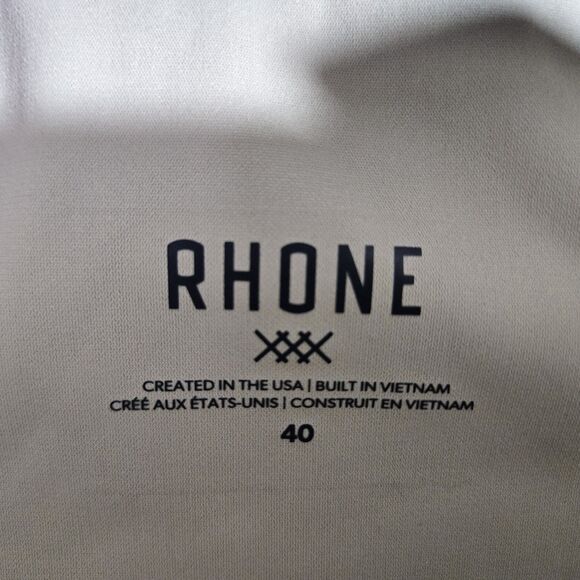 RHONE
CREATED IN THE USA | BUILT IN VIETNAM
CRÉÉ AUX ÉTATS-UNIS | CONSTRUIT EN VIETNAM
40